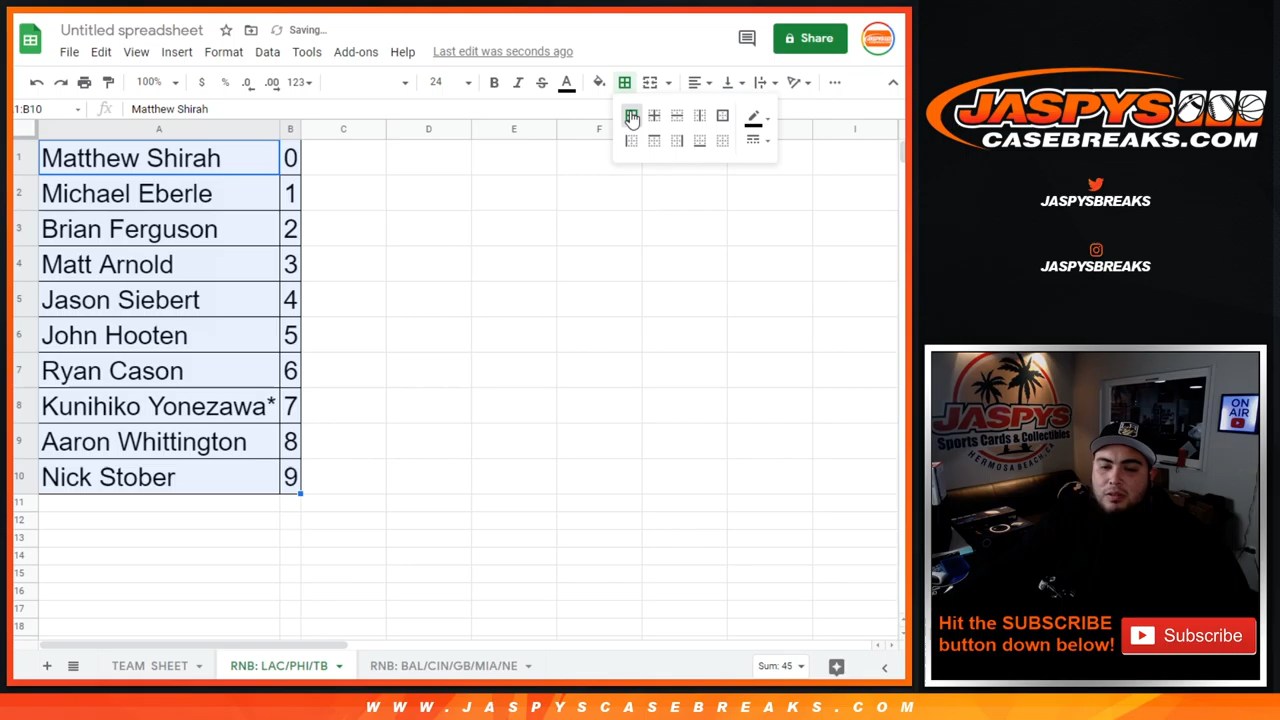 Untitled spreadsheet
Saving...
File Edit View Insert Format Data Tools Add-ons Help Last edit was seconds ago
Share
100% $ % .0 .00 123 24 B I S A
1:B10 fx Matthew Shirah
A B C D E F I
1 Matthew Shirah 0
2 Michael Eberle 1
3 Brian Ferguson 2
4 Matt Arnold 3
5 Jason Siebert 4
6 John Hooten 5
7 Ryan Cason 6
8 Kunihiko Yonezawa* 7
9 Aaron Whittington 8
10 Nick Stober 9
11
12
13
14
15
16
17
18
TEAM SHEET RNB: LAC/PHI/TB RNB: BAL/CIN/GB/MIA/NE Sum: 45
JASPYS
CASEBREAKS.COM
JASPYSBREAKS
JASPYSBREAKS
JASPYS
Sports Cards & Collectibles
HERMOSA BEACH, CA
ON
AIR
Hit the SUBSCRIBE
button down below!
Subscribe
WWW.JASPYSCASEBREAKS.COM